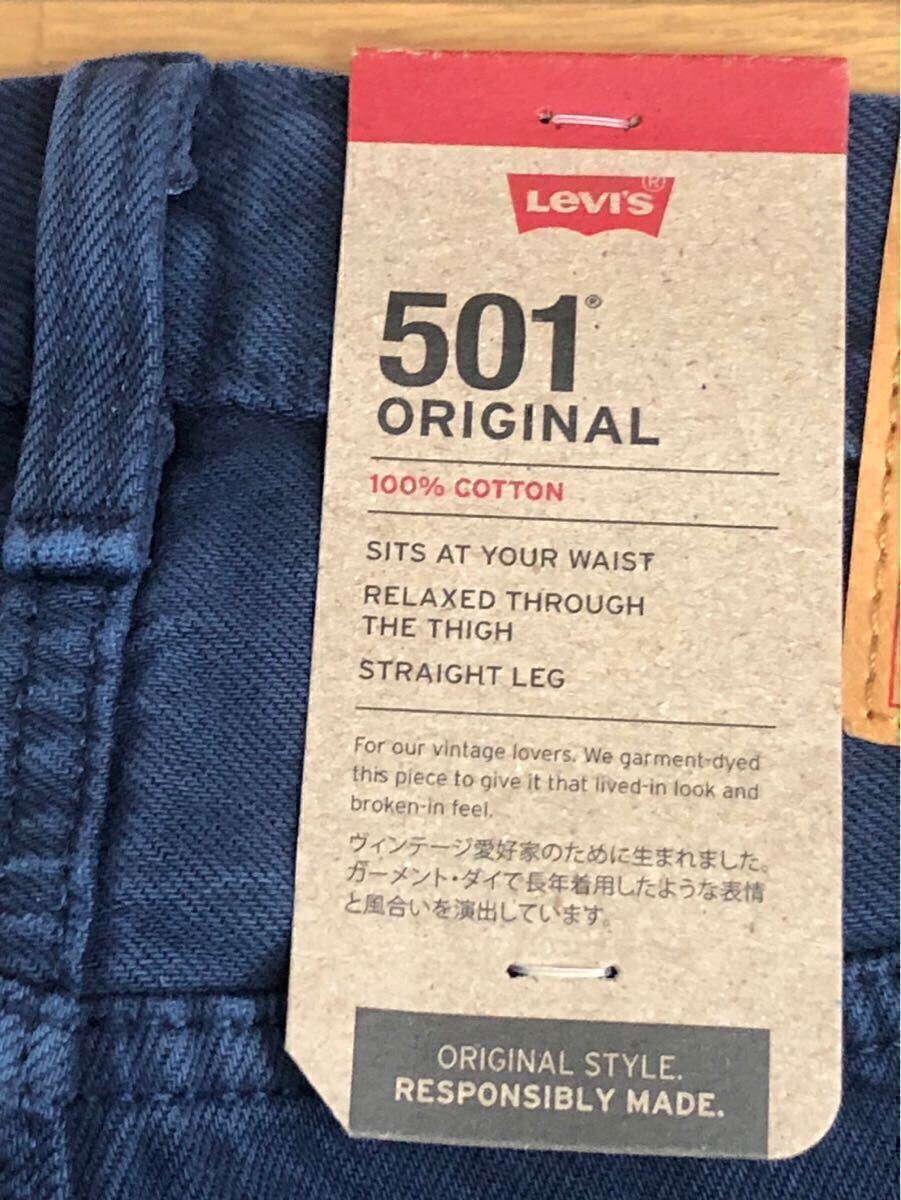 LEVI'S®
501®
ORIGINAL
100% COTTON
SITS AT YOUR WAIST
RELAXED THROUGH
THE THIGH
STRAIGHT LEG
For our vintage lovers. We garment-dyed
this piece to give it that lived-in look and
broken-in feel.
ヴィンテージ愛好家のために生まれました。
ガーメント・ダイで長年着用したような表情
と風合いを演出しています。
ORIGINAL STYLE.
RESPONSIBLY MADE.